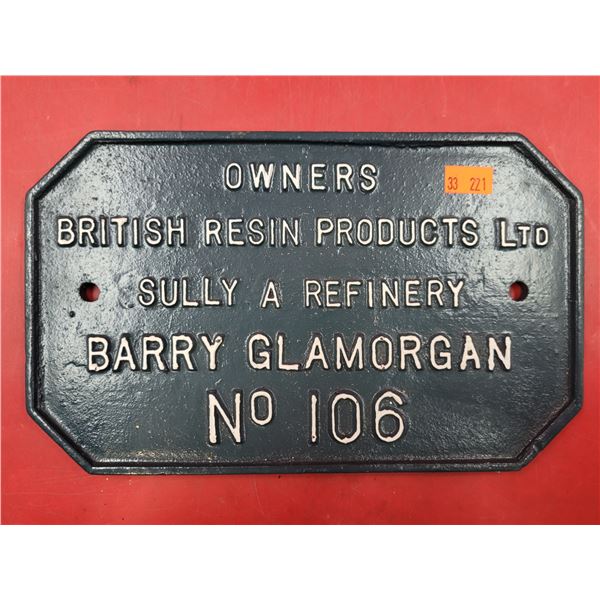 OWNERS
33 221
BRITISH RESIN PRODUCTS LTD
SULLY A REFINERY
BARRY GLAMORGAN
NO 106